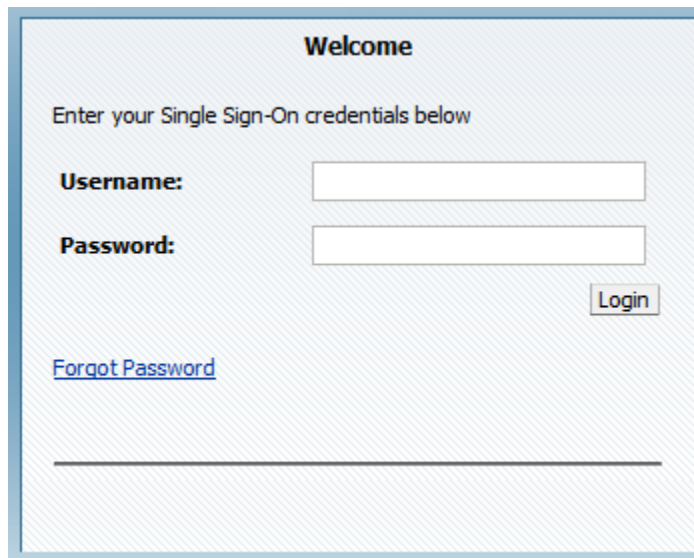 Welcome
Enter your Single Sign-On credentials below
Username:
Password:
Login
Forgot Password